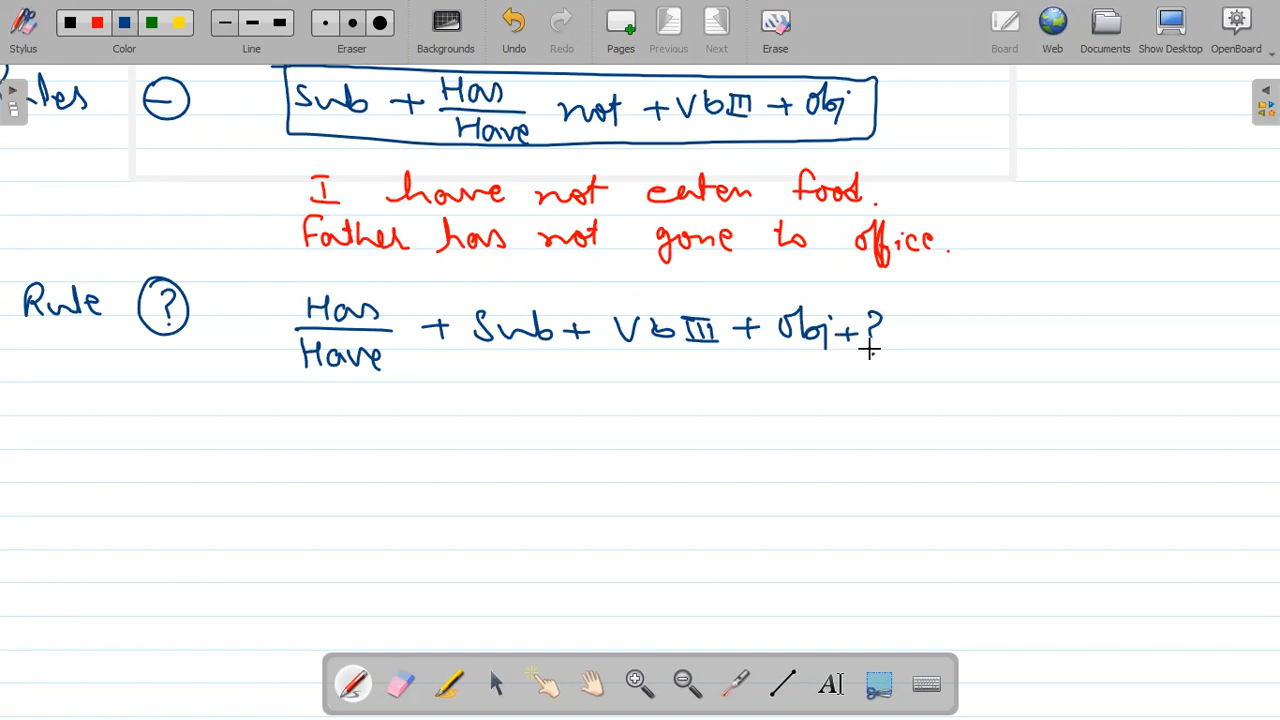 Stylus Color Line Eraser Backgrounds Undo Redo Pages Previous Next Erase Board Web Documents Show Desktop OpenBoard
Sub + Has/Have not + Vb III + Obj
I have not eaten food.
Father has not gone to office.
Rule ? Has/Have + Sub + Vb III + Obj + ?